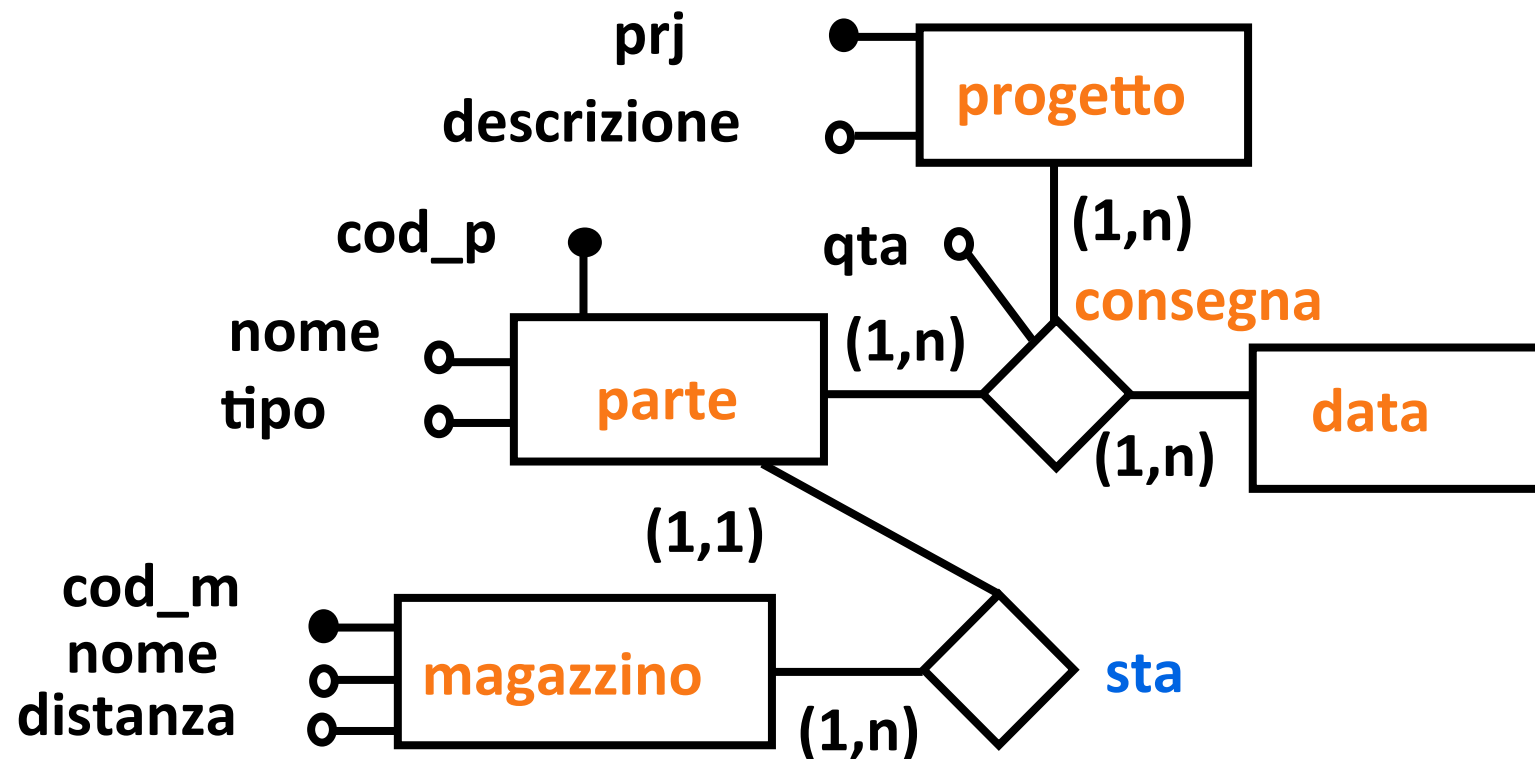 prj
progetto
descrizione
(1,n)
cod_p
qta
consegna
nome
(1,n)
tipo
parte
data
(1,n)
(1,1)
cod_m
nome
magazzino
sta
distanza
(1,n)